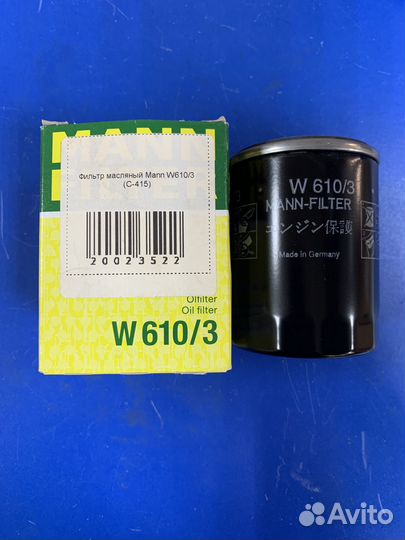 MANN
FILTER
Фильтр масляный Mann W610/3
(C-415)
20023522
Ölfilter
Oil filter
W 610/3
W 610/3
MANN-FILTER
エンジン保護
Made in Germany
Avito